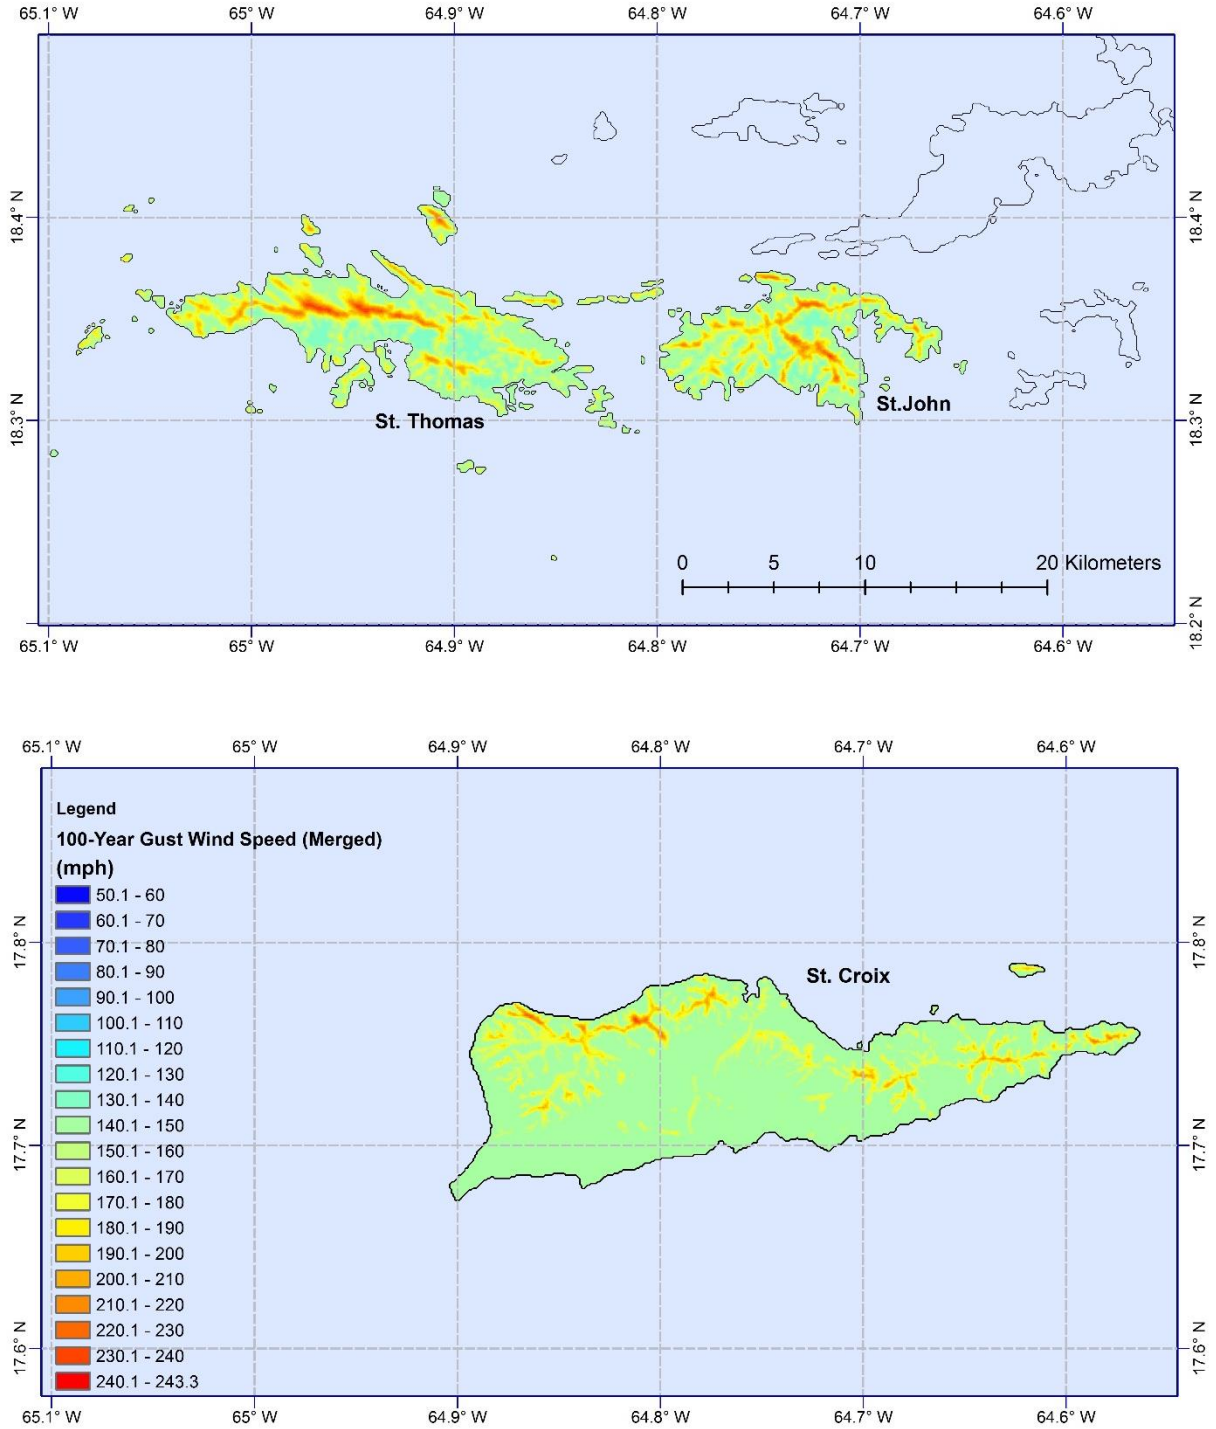 65.1° W 65° W 64.9° W 64.8° W 64.7° W 64.6° W
18.4° N 18.4° N
St.John
18.3° N St. Thomas 18.3° N
0 5 10 20 Kilometers
18.2° N
65.1° W 65° W 64.9° W 64.8° W 64.7° W 64.6° W
65.1° W 65° W 64.9° W 64.8° W 64.7° W 64.6° W
Legend
100-Year Gust Wind Speed (Merged)
(mph)
50.1 - 60
60.1 - 70
70.1 - 80
80.1 - 90
90.1 - 100
100.1 - 110
110.1 - 120
120.1 - 130
130.1 - 140
140.1 - 150
150.1 - 160
160.1 - 170
170.1 - 180
180.1 - 190
190.1 - 200
200.1 - 210
210.1 - 220
220.1 - 230
230.1 - 240
240.1 - 243.3
17.8° N 17.8° N
St. Croix
17.7° N 17.7° N
17.6° N 17.6° N
65.1° W 65° W 64.9° W 64.8° W 64.7° W 64.6° W